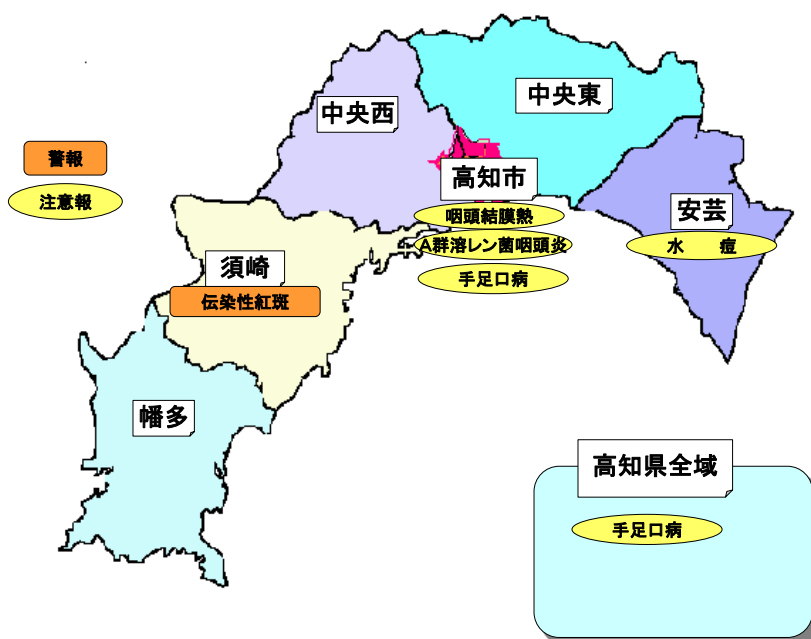 中央西
中央東
警報
注意報
高知市
咽頭結膜熱
A群溶レン菌咽頭炎
手足口病
安芸
水　痘
須崎
伝染性紅斑
幡多
高知県全域
手足口病